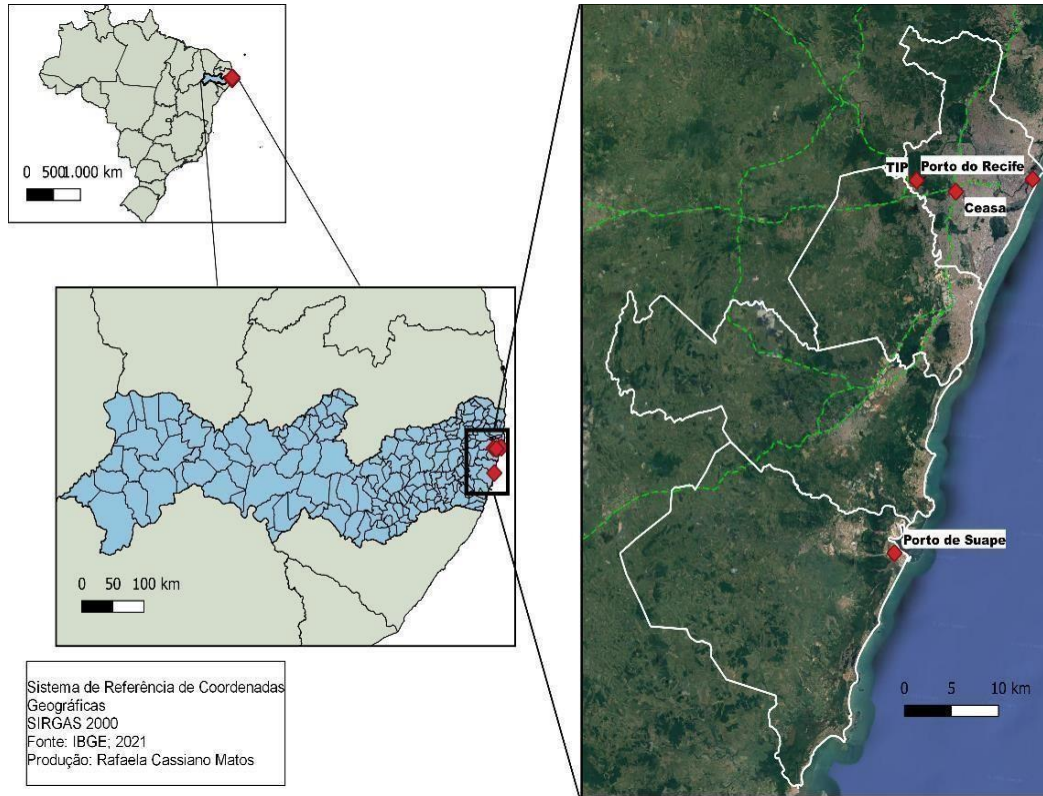 0 500 1.000 km
0 50 100 km
Sistema de Referência de Coordenadas
Geográficas
SIRGAS 2000
Fonte: IBGE; 2021
Produção: Rafaela Cassiano Matos
TIP
Porto do Recife
Ceasa
Porto de Suape
0 5 10 km